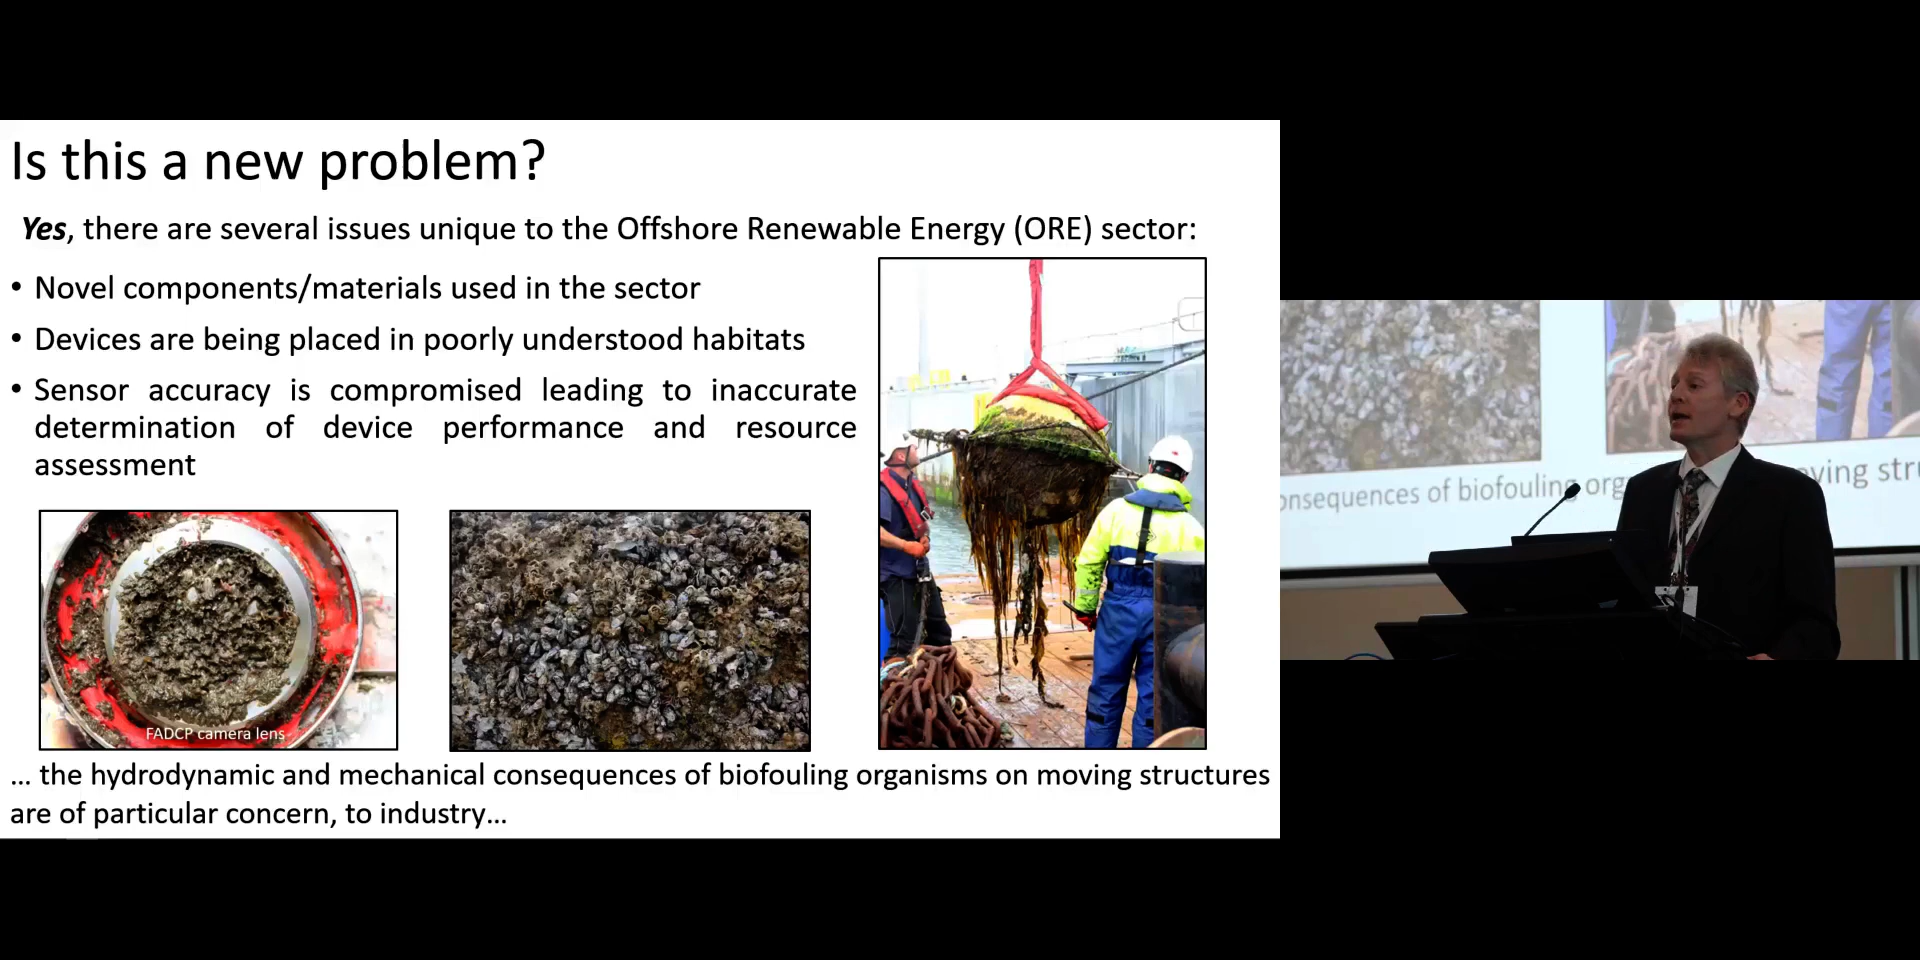 Is this a new problem?
Yes, there are several issues unique to the Offshore Renewable Energy (ORE) sector:
• Novel components/materials used in the sector
• Devices are being placed in poorly understood habitats
• Sensor accuracy is compromised leading to inaccurate
determination of device performance and resource
assessment
FADCP camera lens
... the hydrodynamic and mechanical consequences of biofouling organisms on moving structures
are of particular concern, to industry...
onsequences of biofouling org
oving str